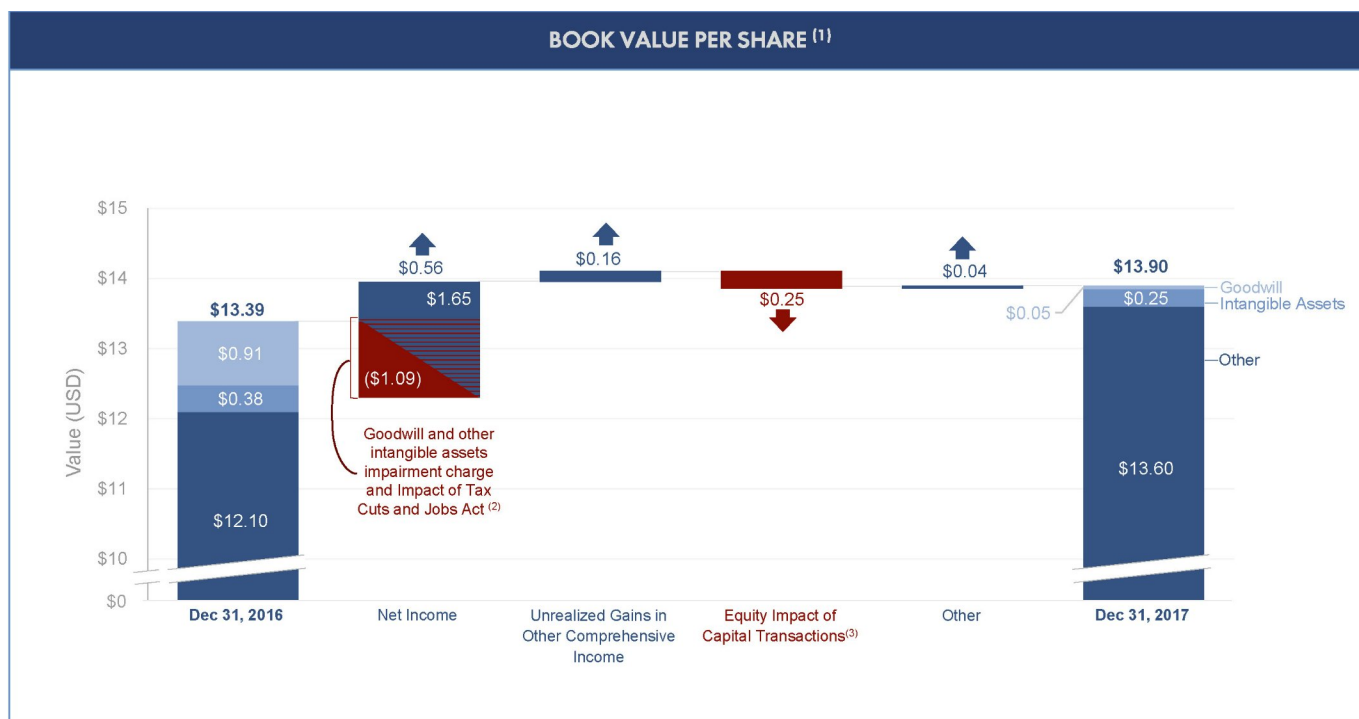 BOOK VALUE PER SHARE (1)
$15
$14
$13
$12
$11
$10
$0
Value (USD)
$13.39
$0.91
$0.38
$12.10
$0.56
$1.65
($1.09)
Goodwill and other
intangible assets
impairment charge
and Impact of Tax
Cuts and Jobs Act (2)
$0.16
$0.25
$0.04
$13.90
$0.05
$0.25
$13.60
Goodwill
Intangible Assets
Other
Dec 31, 2016
Net Income
Unrealized Gains in
Other Comprehensive
Income
Equity Impact of
Capital Transactions(3)
Other
Dec 31, 2017